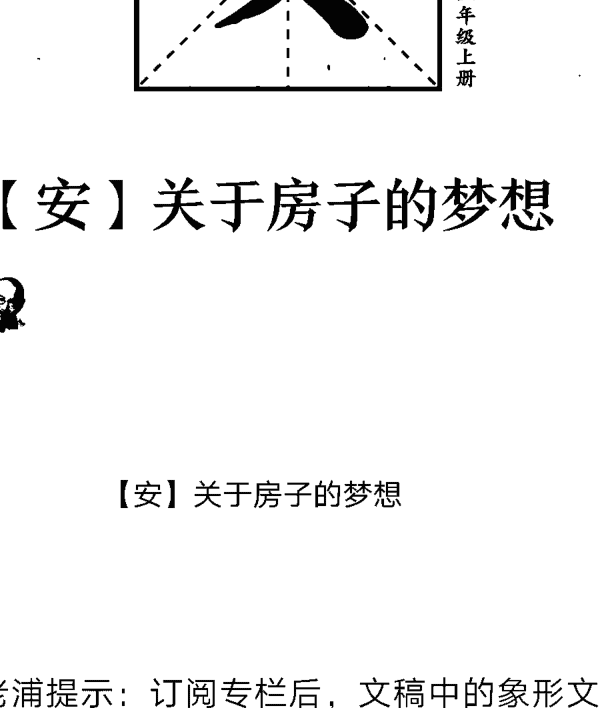 年级上册
【安】关于房子的梦想
【安】关于房子的梦想
老浦提示：订阅专栏后，文稿中的象形文